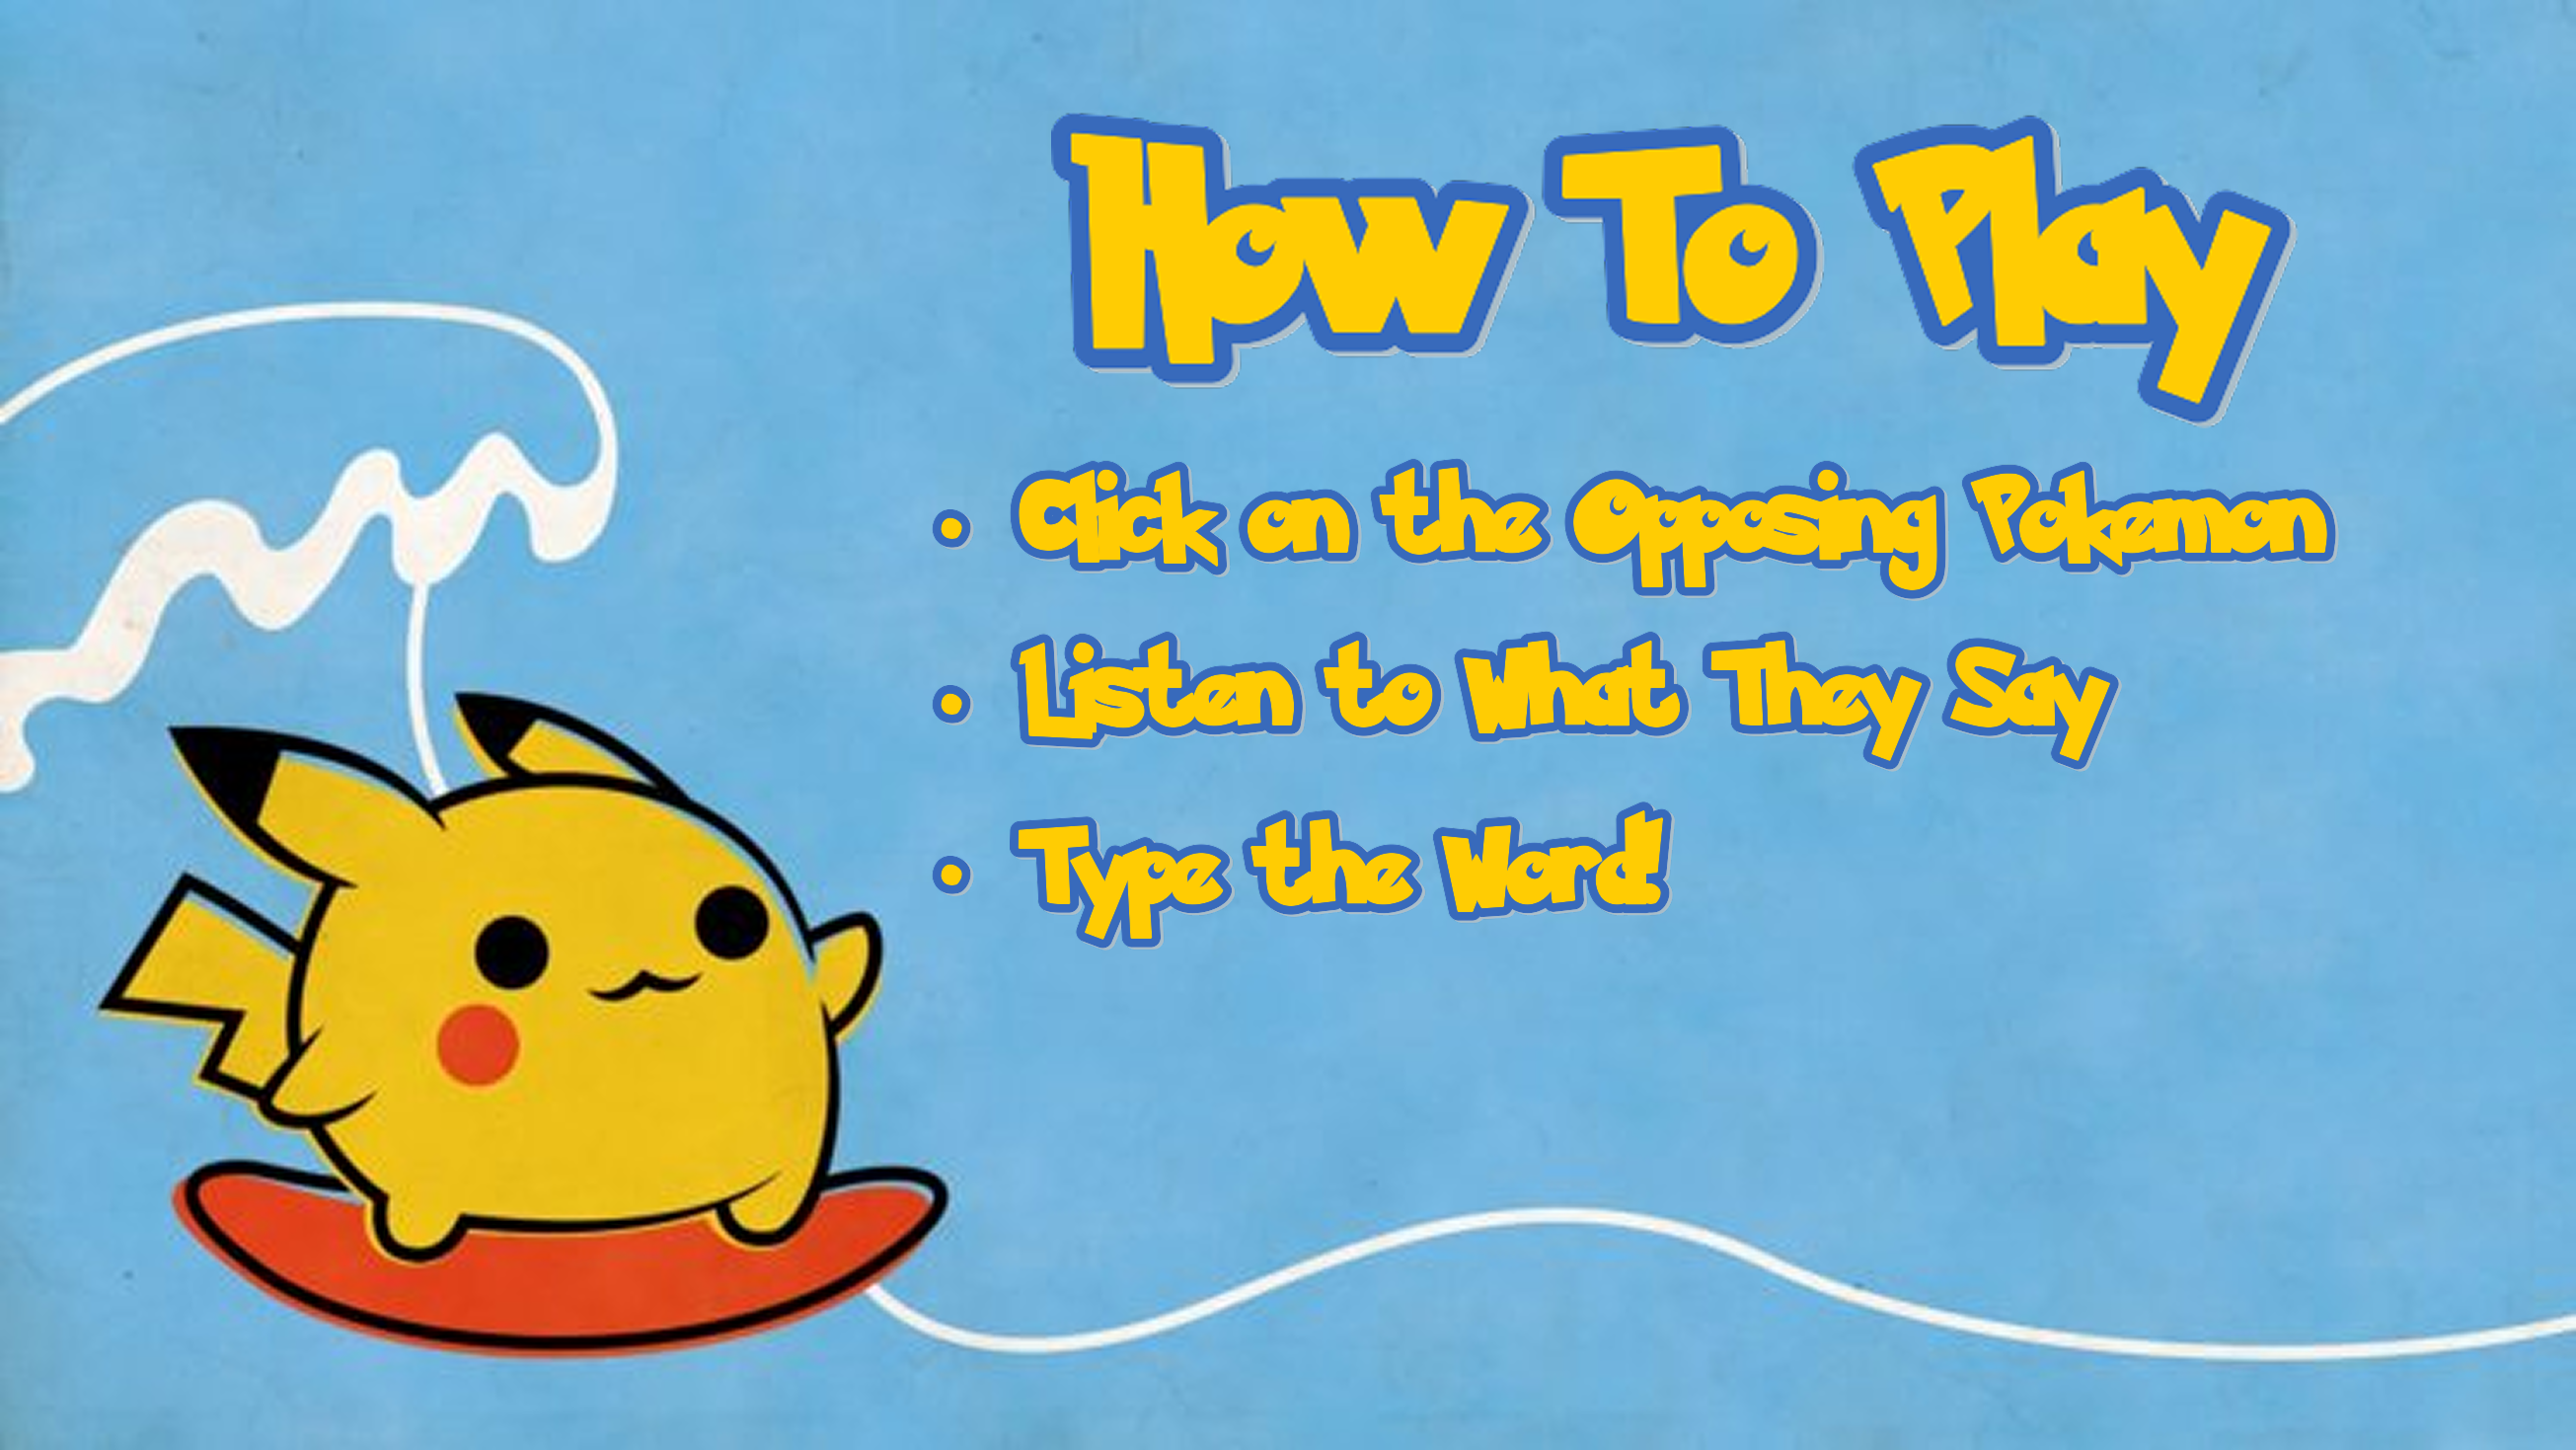 How To Play
• Click on the Opposing Pokemon
• Listen to What They Say
• Type the Word!